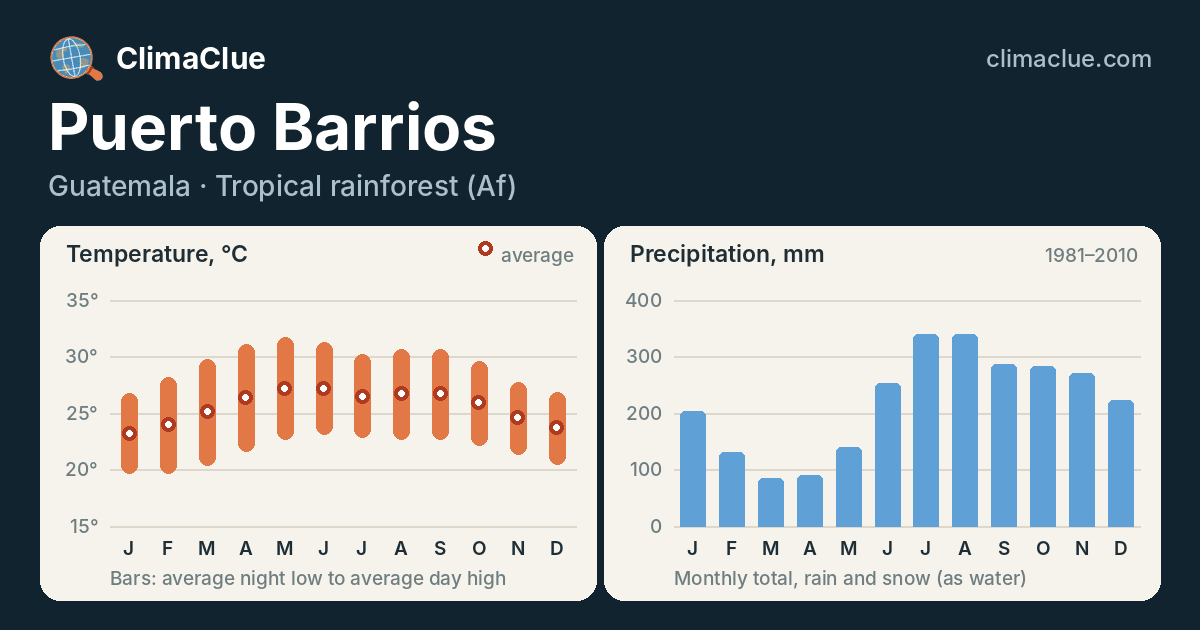 ClimaClue
climaclue.com
Puerto Barrios
Guatemala · Tropical rainforest (Af)
Temperature, °C
average
35°
30°
25°
20°
15°
J F M A M J J A S O N D
Bars: average night low to average day high
Precipitation, mm
1981–2010
400
300
200
100
0
J F M A M J J A S O N D
Monthly total, rain and snow (as water)